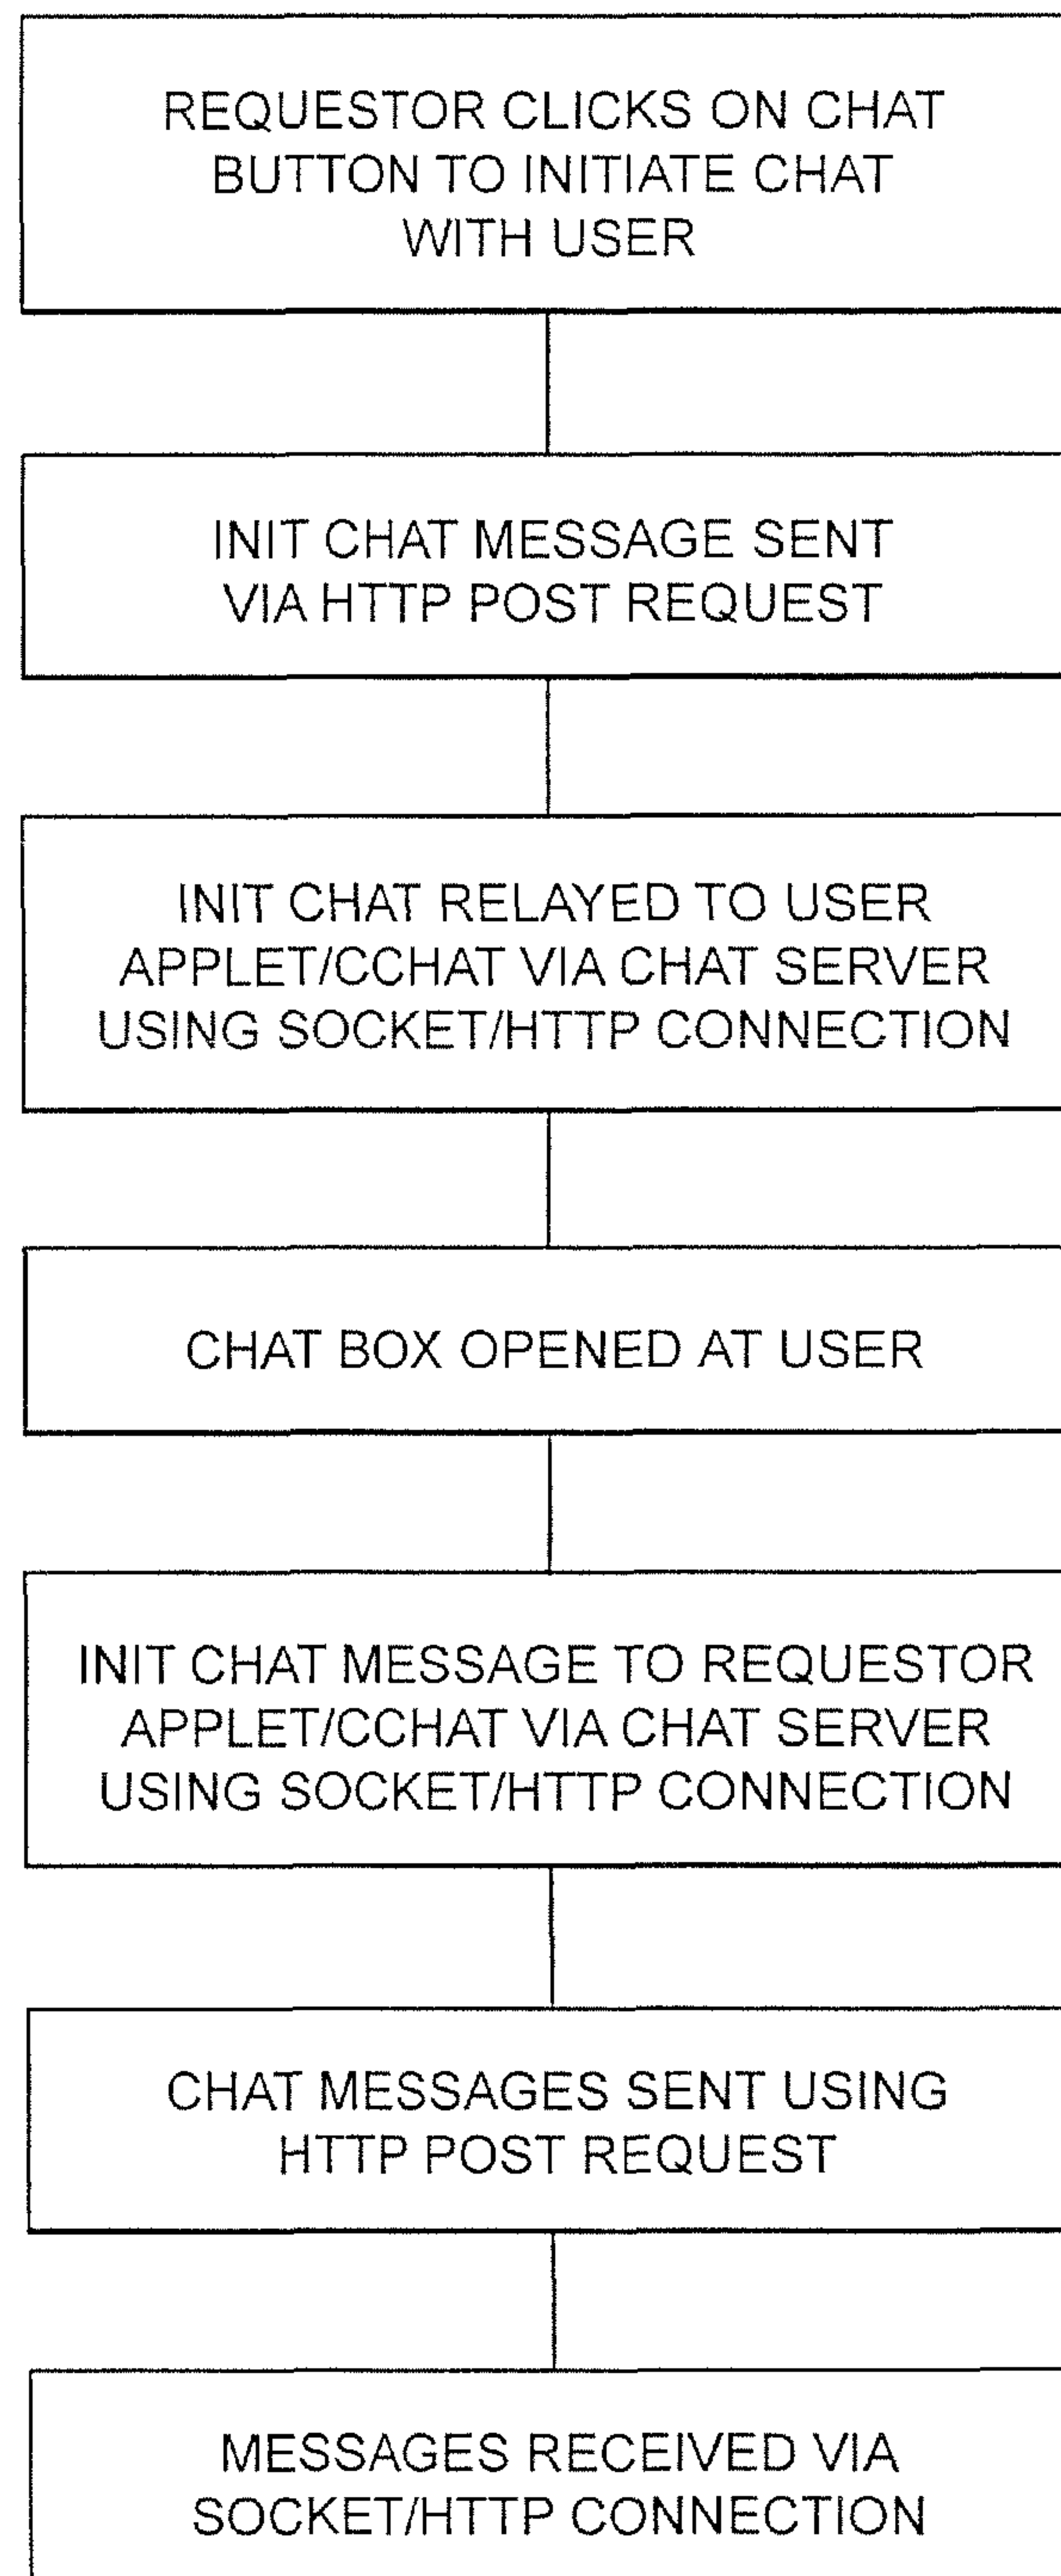 REQUESTOR CLICKS ON CHAT
BUTTON TO INITIATE CHAT
WITH USER
INIT CHAT MESSAGE SENT
VIA HTTP POST REQUEST
INIT CHAT RELAYED TO USER
APPLET/CCHAT VIA CHAT SERVER
USING SOCKET/HTTP CONNECTION
CHAT BOX OPENED AT USER
INIT CHAT MESSAGE TO REQUESTOR
APPLET/CCHAT VIA CHAT SERVER
USING SOCKET/HTTP CONNECTION
CHAT MESSAGES SENT USING
HTTP POST REQUEST
MESSAGES RECEIVED VIA
SOCKET/HTTP CONNECTION